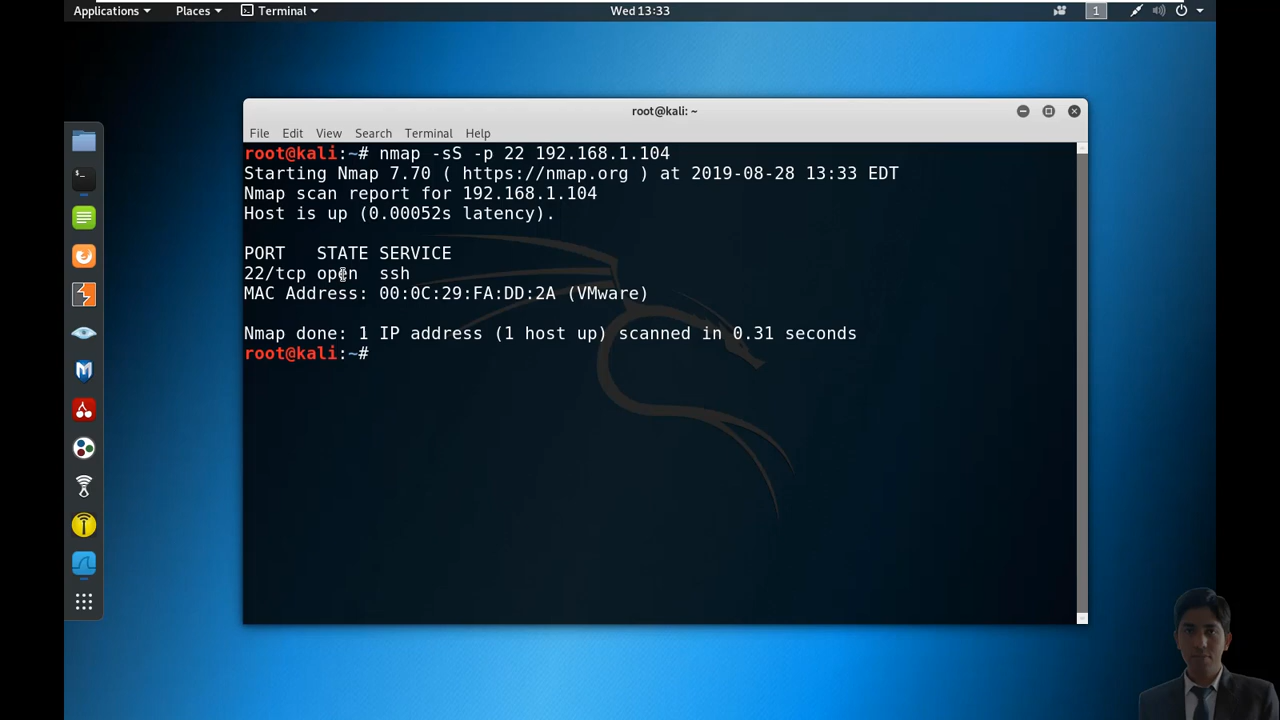 Applications Places Terminal Wed 13:33 1
root@kali: ~
File Edit View Search Terminal Help
root@kali:~# nmap -sS -p 22 192.168.1.104
Starting Nmap 7.70 ( https://nmap.org ) at 2019-08-28 13:33 EDT
Nmap scan report for 192.168.1.104
Host is up (0.00052s latency).
PORT   STATE SERVICE
22/tcp open  ssh
MAC Address: 00:0C:29:FA:DD:2A (VMware)
Nmap done: 1 IP address (1 host up) scanned in 0.31 seconds
root@kali:~#